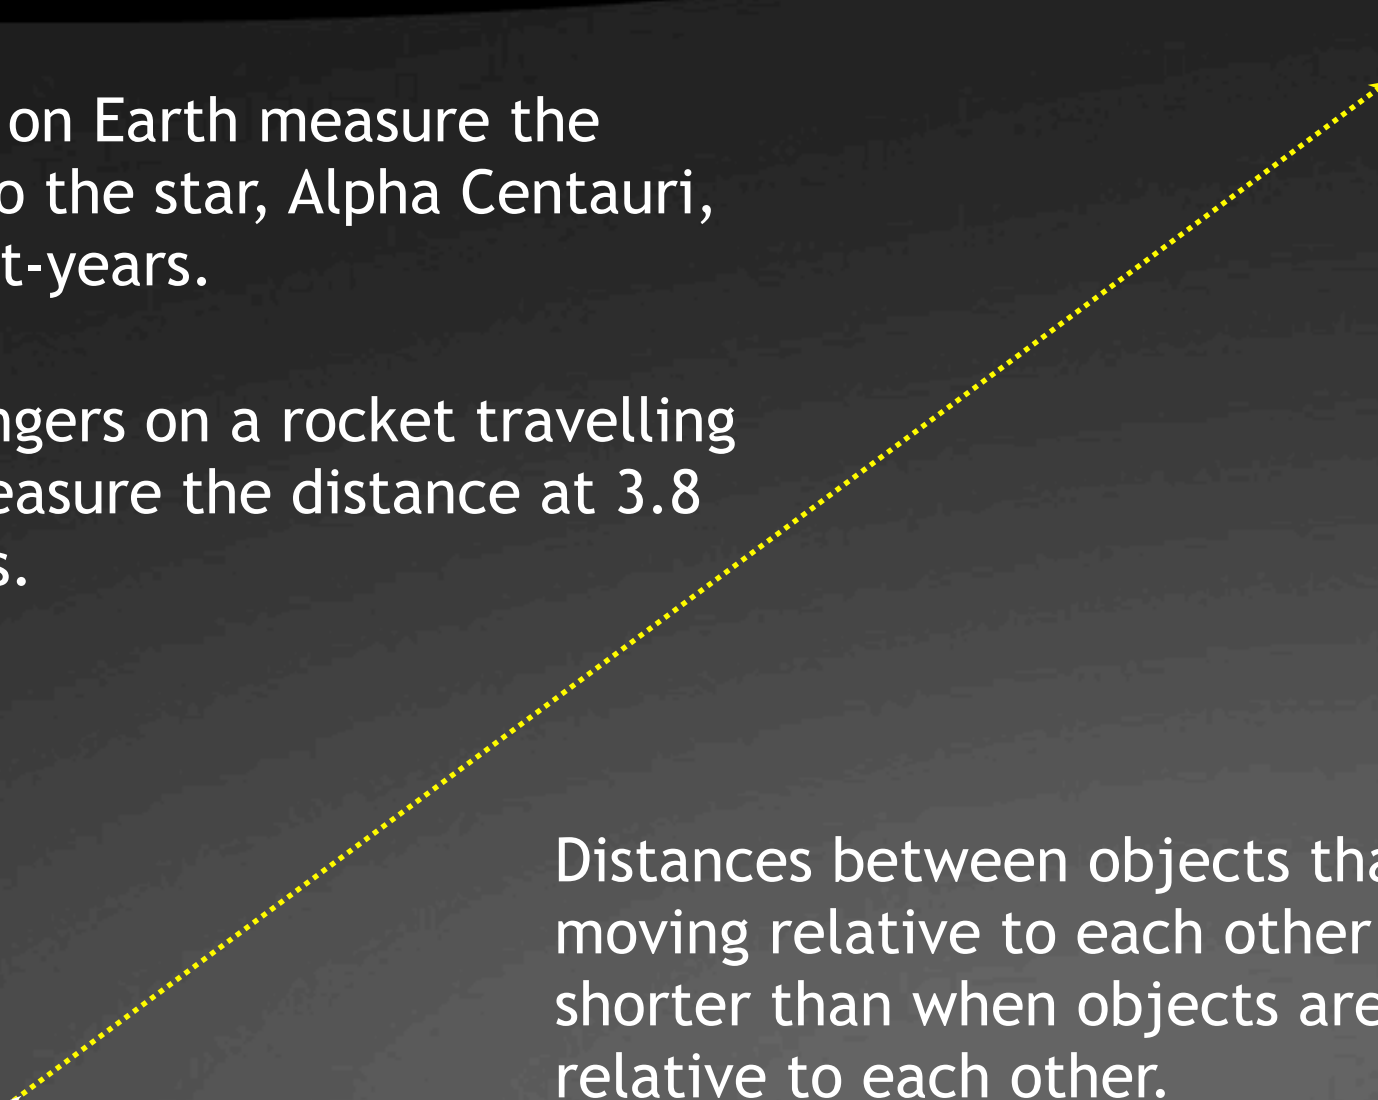 on Earth measure the
o the star, Alpha Centauri,
t-years.
ngers on a rocket travelling
easure the distance at 3.8
s.
Distances between objects tha
moving relative to each other
shorter than when objects are
relative to each other.